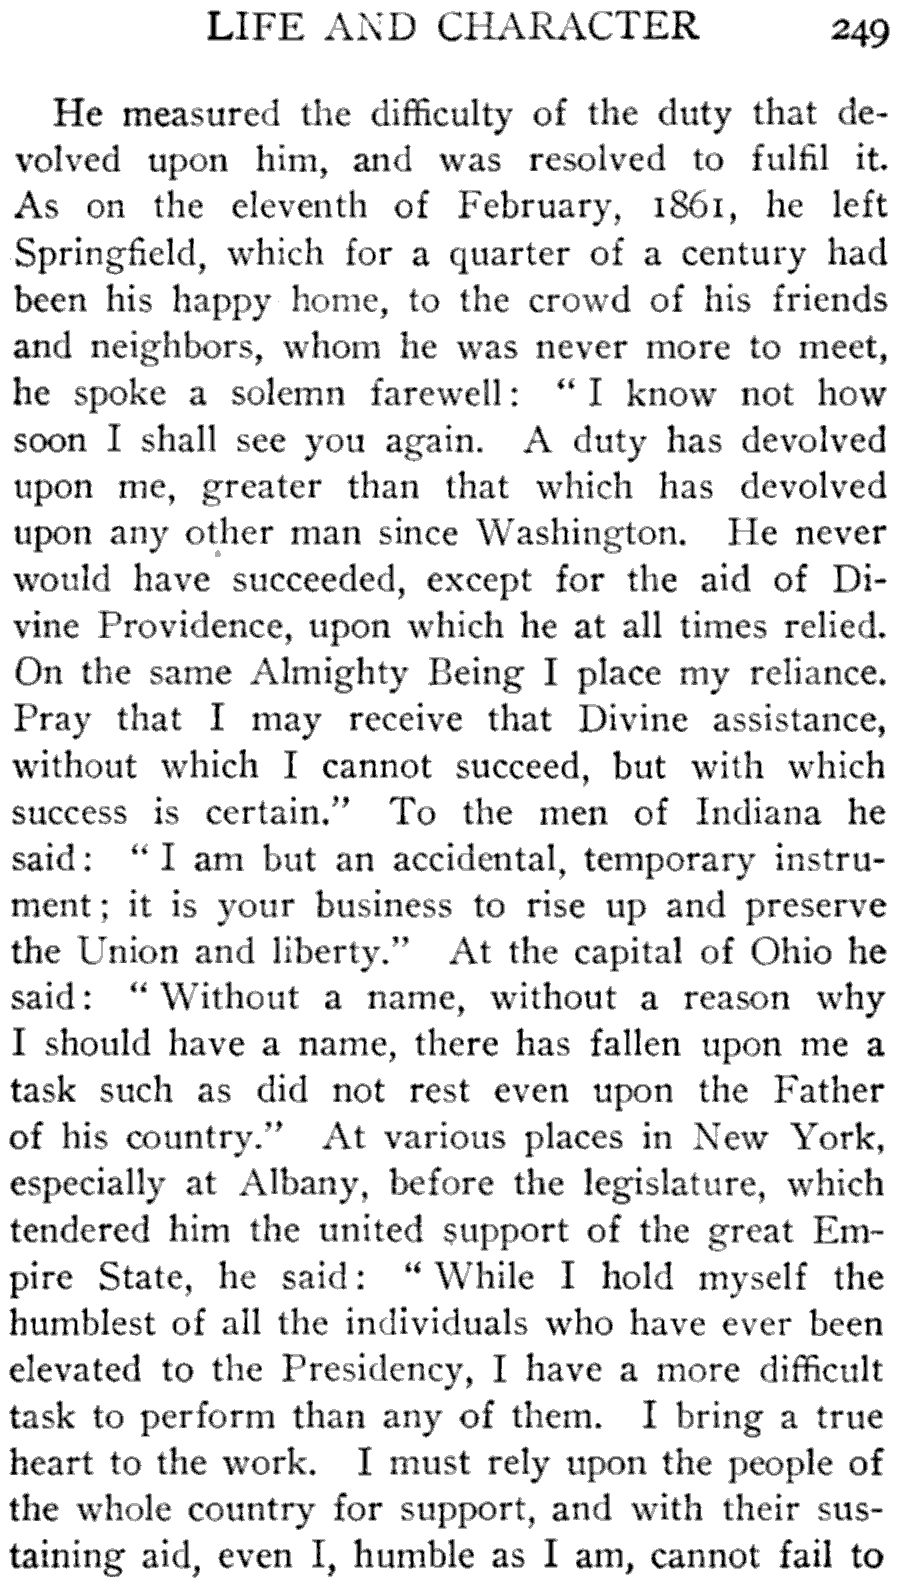 LIFE AND CHARACTER 249
He measured the difficulty of the duty that de-
volved upon him, and was resolved to fulfil it.
As on the eleventh of February, 1861, he left
Springfield, which for a quarter of a century had
been his happy home, to the crowd of his friends
and neighbors, whom he was never more to meet,
he spoke a solemn farewell: “I know not how
soon I shall see you again. A duty has devolved
upon me, greater than that which has devolved
upon any other man since Washington. He never
would have succeeded, except for the aid of Di-
vine Providence, upon which he at all times relied.
On the same Almighty Being I place my reliance.
Pray that I may receive that Divine assistance,
without which I cannot succeed, but with which
success is certain.” To the men of Indiana he
said: “I am but an accidental, temporary instru-
ment; it is your business to rise up and preserve
the Union and liberty.” At the capital of Ohio he
said: “Without a name, without a reason why
I should have a name, there has fallen upon me a
task such as did not rest even upon the Father
of his country.” At various places in New York,
especially at Albany, before the legislature, which
tendered him the united support of the great Em-
pire State, he said: “While I hold myself the
humblest of all the individuals who have ever been
elevated to the Presidency, I have a more difficult
task to perform than any of them. I bring a true
heart to the work. I must rely upon the people of
the whole country for support, and with their sus-
taining aid, even I, humble as I am, cannot fail to